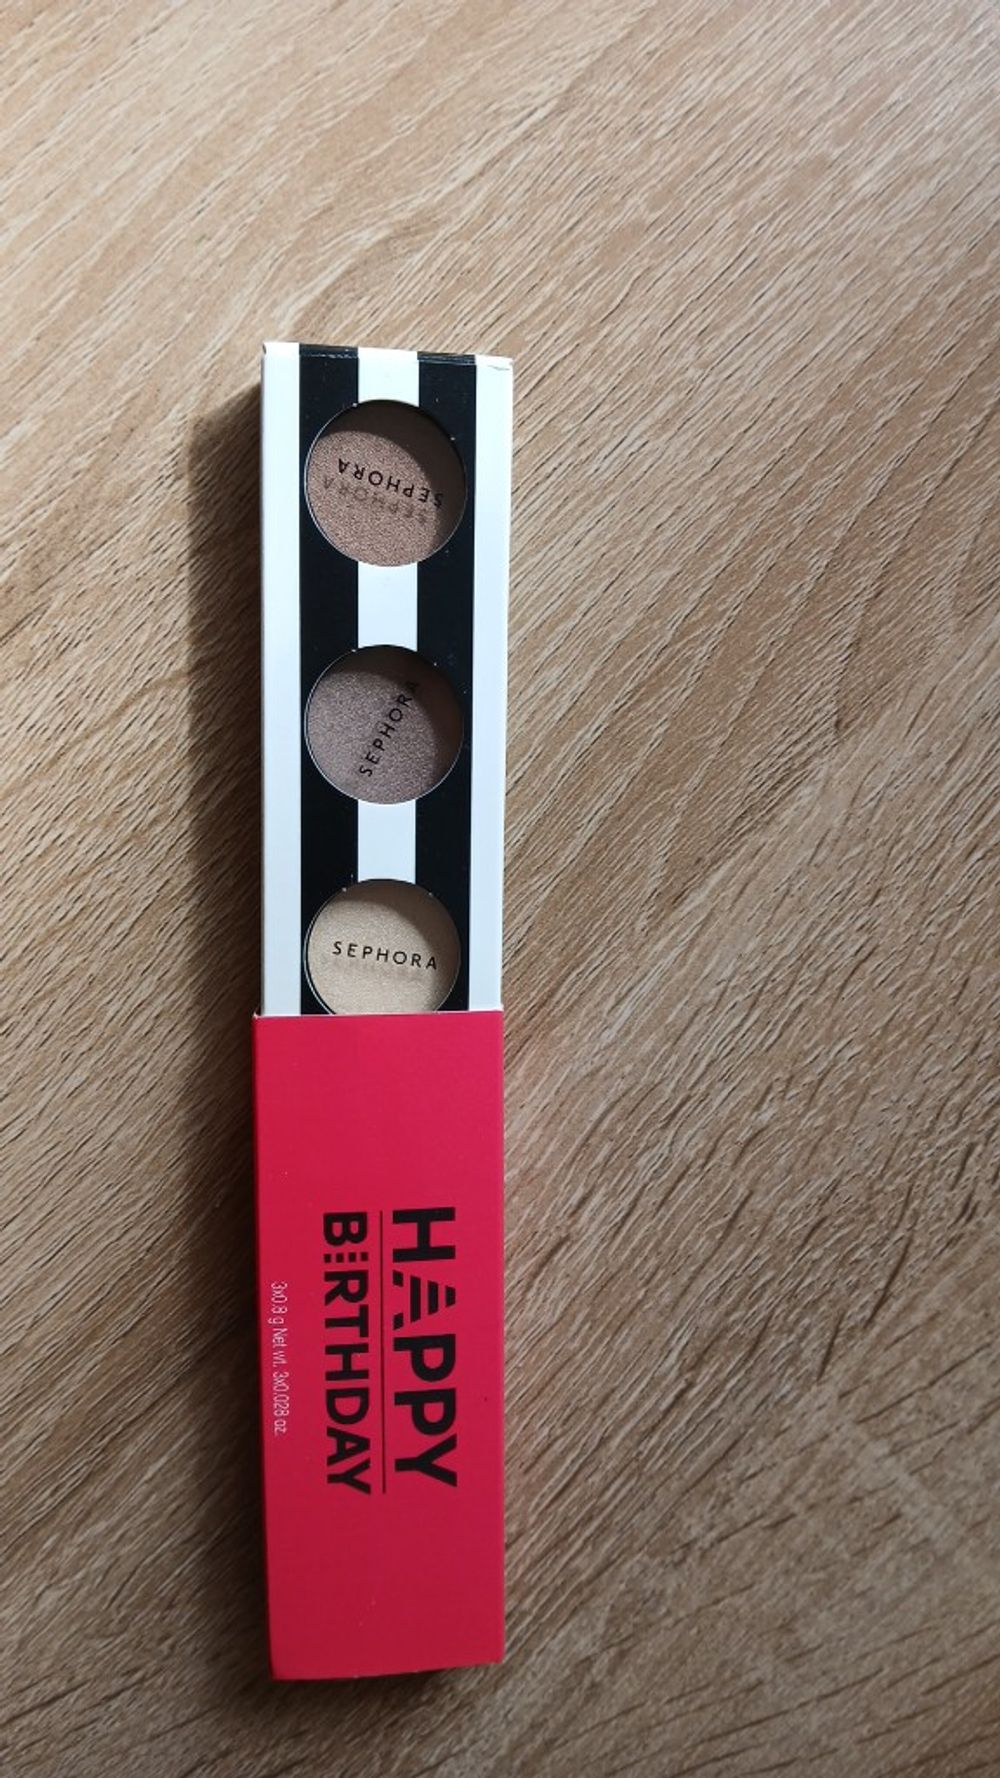 SEPHORA
SEPHORA
SEPHORA
HAPPY
BIRTHDAY
3x0.8 g Net wt. 3x0.028 oz.